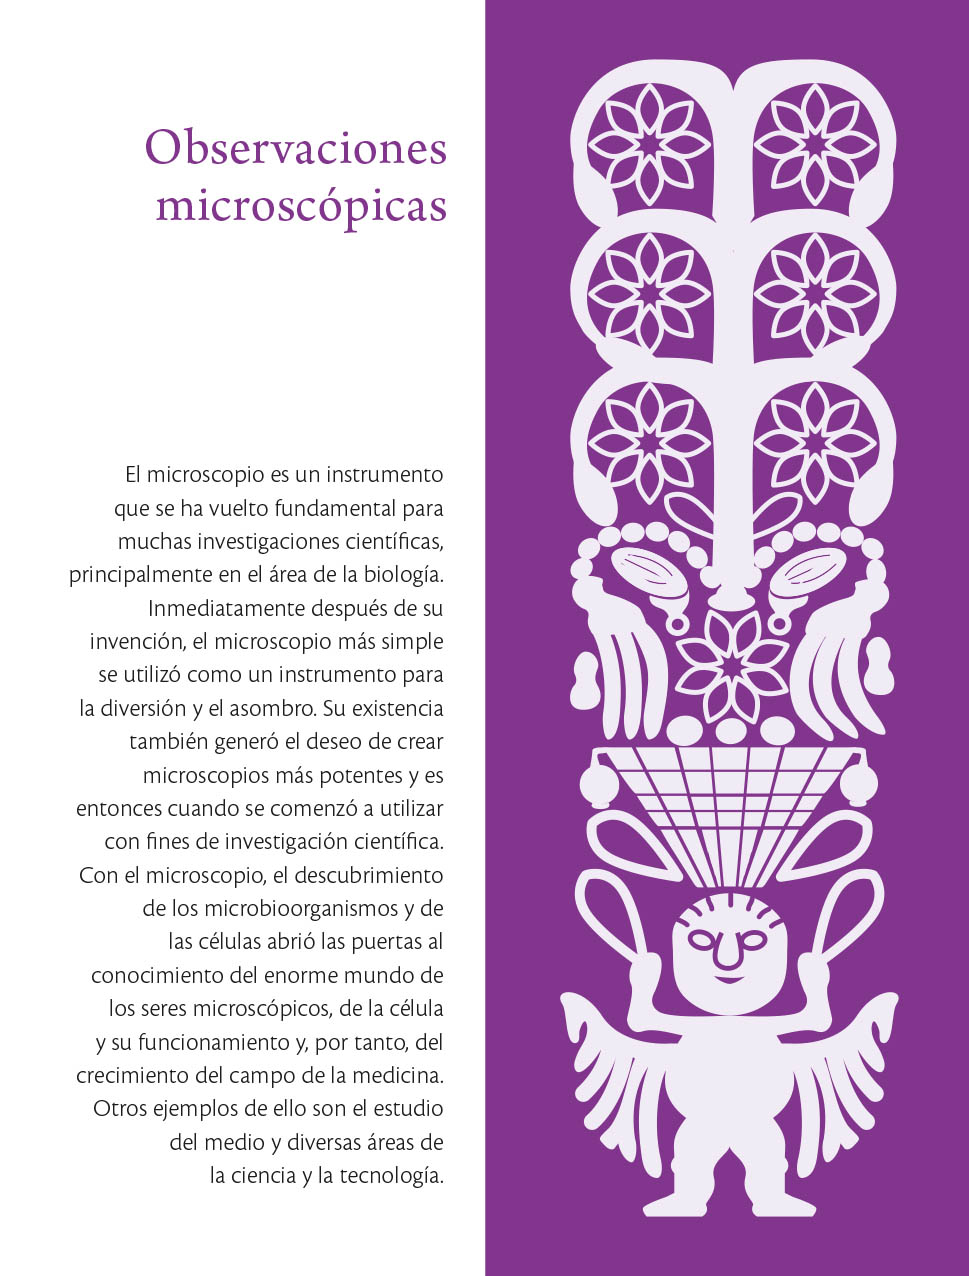 Observaciones
microscópicas
El microscopio es un instrumento
que se ha vuelto fundamental para
muchas investigaciones científicas,
principalmente en el área de la biología.
Inmediatamente después de su
invención, el microscopio más simple
se utilizó como un instrumento para
la diversión y el asombro. Su existencia
también generó el deseo de crear
microscopios más potentes y es
entonces cuando se comenzó a utilizar
con fines de investigación científica.
Con el microscopio, el descubrimiento
de los microbioorganismos y de
las células abrió las puertas al
conocimiento del enorme mundo de
los seres microscópicos, de la célula
y su funcionamiento y, por tanto, del
crecimiento del campo de la medicina.
Otros ejemplos de ello son el estudio
del medio y diversas áreas de
la ciencia y la tecnología.